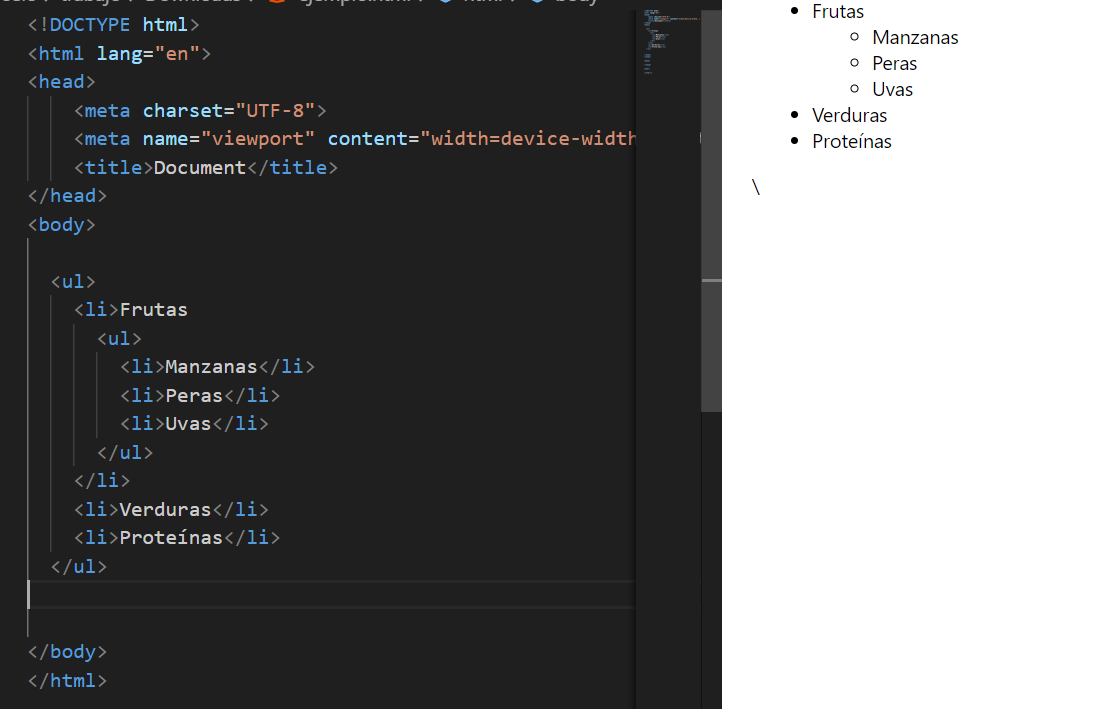 <!DOCTYPE html>
<html lang="en">
<head>
<meta charset="UTF-8">
<meta name="viewport" content="width=device-width
<title>Document</title>
</head>
<body>
<ul>
<li>Frutas
<ul>
<li>Manzanas</li>
<li>Peras</li>
<li>Uvas</li>
</ul>
</li>
<li>Verduras</li>
<li>Proteínas</li>
</ul>
</body>
</html>
• Frutas
○ Manzanas
○ Peras
○ Uvas
• Verduras
• Proteínas
\